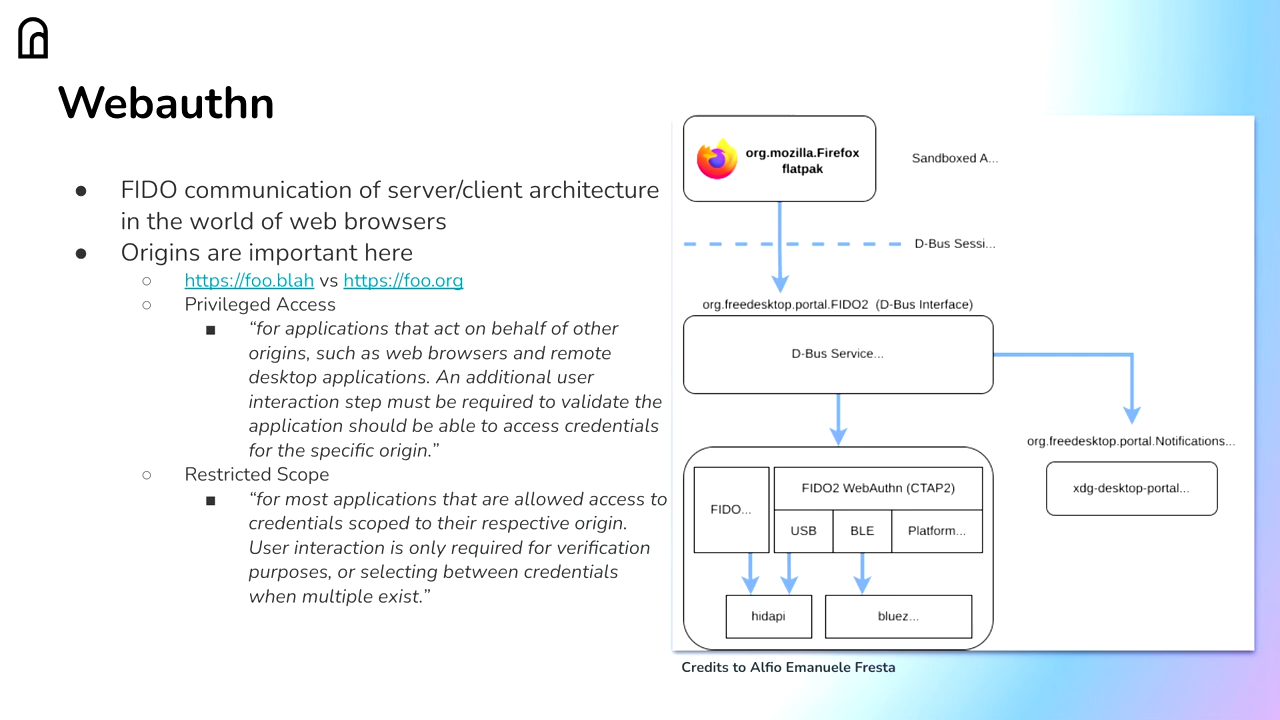 Webauthn
● FIDO communication of server/client architecture
in the world of web browsers
● Origins are important here
○ https://foo.blah vs https://foo.org
○ Privileged Access
■ “for applications that act on behalf of other
origins, such as web browsers and remote
desktop applications. An additional user
interaction step must be required to validate the
application should be able to access credentials
for the specific origin.”
○ Restricted Scope
■ “for most applications that are allowed access to
credentials scoped to their respective origin.
User interaction is only required for verification
purposes, or selecting between credentials
when multiple exist.”
org.mozilla.Firefox
flatpak
Sandboxed A...
D-Bus Sessi...
org.freedesktop.portal.FIDO2 (D-Bus Interface)
D-Bus Service...
org.freedesktop.portal.Notifications...
xdg-desktop-portal...
FIDO...
FIDO2 WebAuthn (CTAP2)
USB
BLE
Platform...
hidapi
bluez...
Credits to Alfio Emanuele Fresta